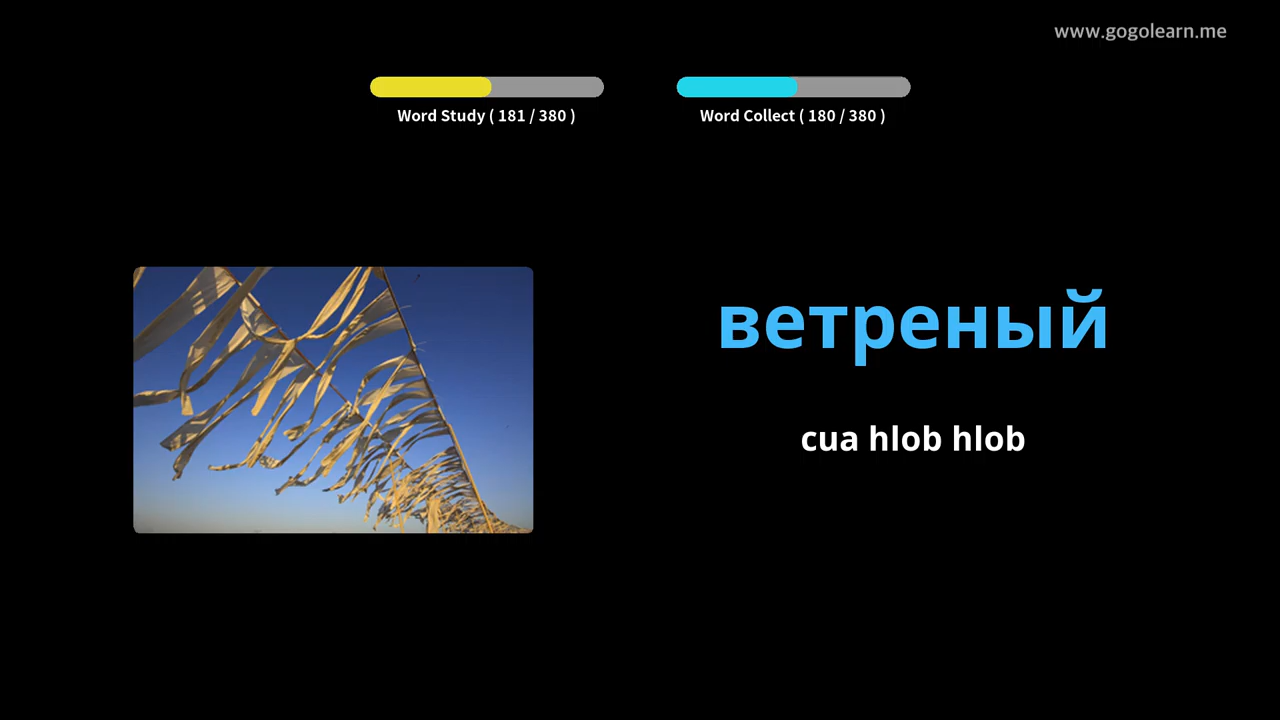 www.gogolearn.me
Word Study ( 181 / 380 )
Word Collect ( 180 / 380 )
ветреный
cua hlob hlob